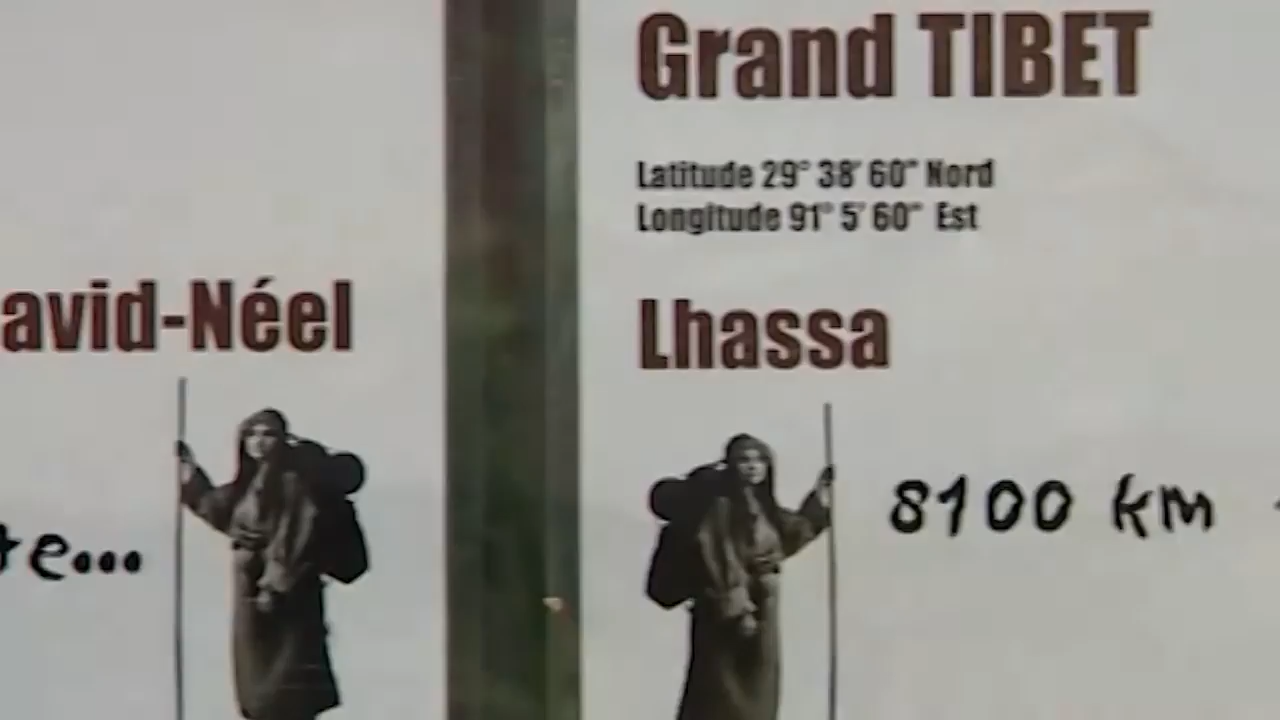 avid-Néel
te...
Grand TIBET
Latitude 29° 38' 60" Nord
Longitude 91° 5' 60" Est
Lhassa
8100 km